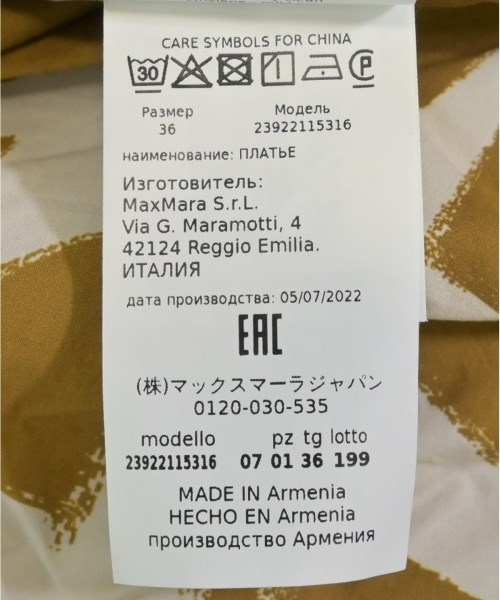 CARE SYMBOLS FOR CHINA
30
P
Размер Модель
36 23922115316
наименование: ПЛАТЬЕ
Изготовитель:
MaxMara S.r.L.
Via G. Maramotti, 4
42124 Reggio Emilia.
ИТАЛИЯ
дата производства: 05/07/2022
EAC
(株)マックスマーラジャパン
0120-030-535
modello pz tg lotto
23922115316 07 01 36 199
MADE IN Armenia
HECHO EN Armenia
производство Армения